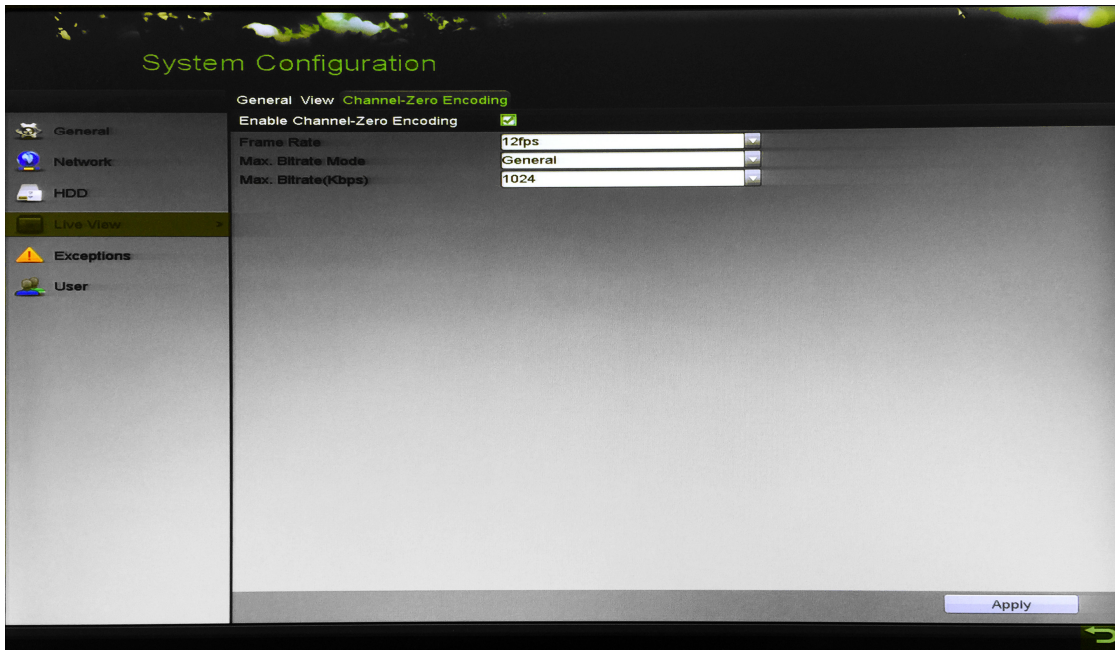 System Configuration
General View Channel-Zero Encoding
Enable Channel-Zero Encoding
Frame Rate 12fps
Max. Bitrate Mode General
Max. Bitrate(Kbps) 1024
General
Network
HDD
Live View »
Exceptions
User
Apply